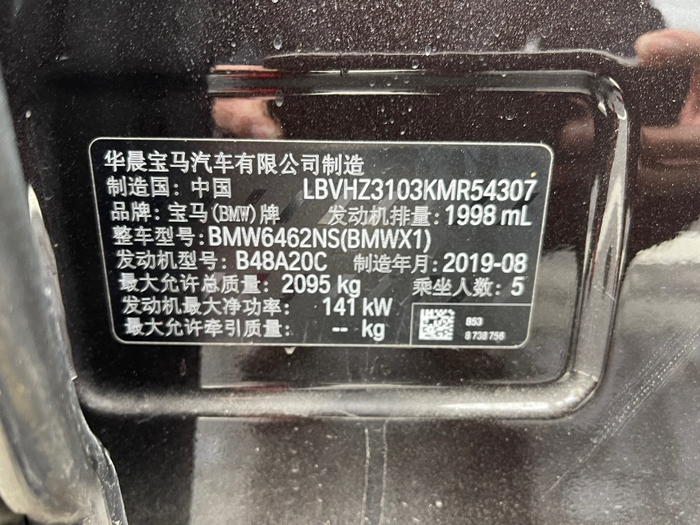 华晨宝马汽车有限公司制造
制造国: 中国 LBVHZ3103KMR54307
品牌: 宝马(BMW)牌 发动机排量: 1998 mL
整车型号: BMW6462NS(BMWX1)
发动机型号: B48A20C 制造年月: 2019-08
最大允许总质量: 2095 kg 乘坐人数: 5
发动机最大净功率: 141 kW
最大允许牵引质量: -- kg
853
8 738 756